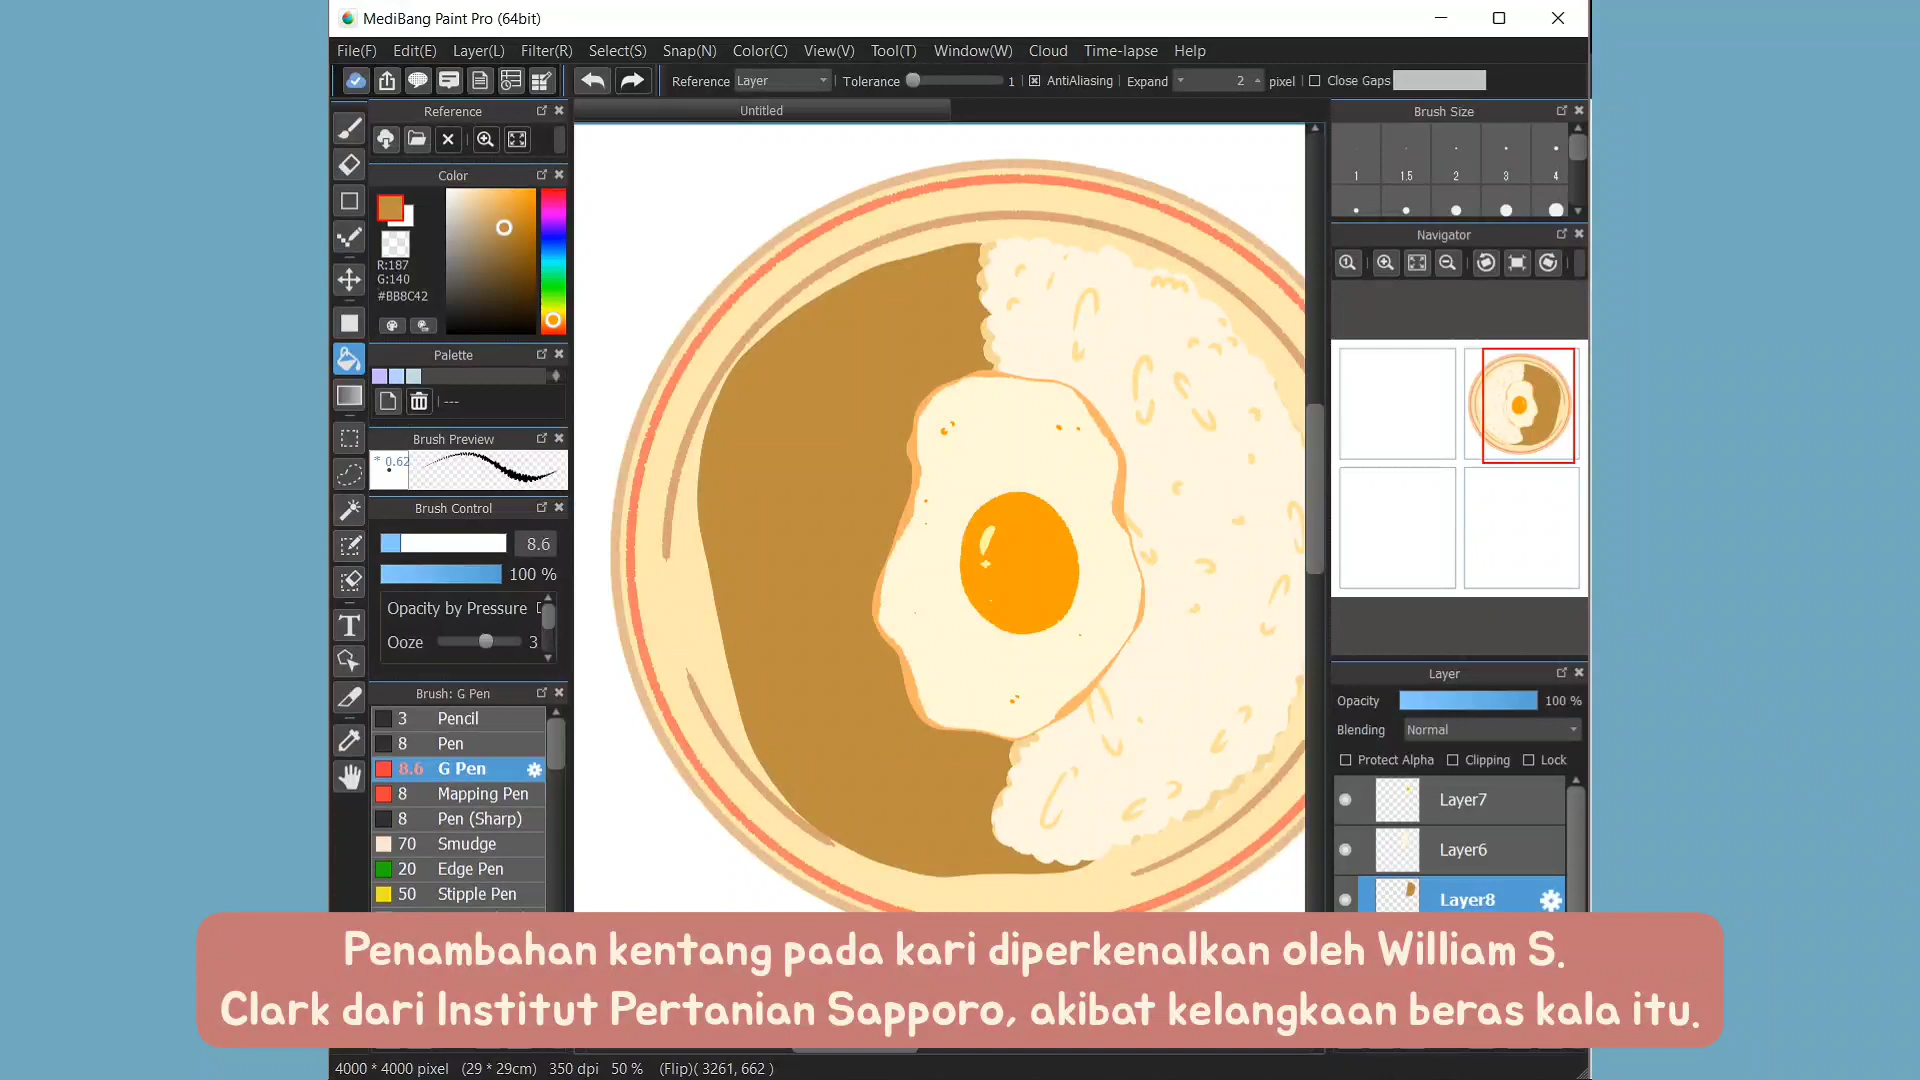 MediBang Paint Pro (64bit)
File(F) Edit(E) Layer(L) Filter(R) Select(S) Snap(N) Color(C) View(V) Tool(T) Window(W) Cloud Time-lapse Help
Reference Layer Tolerance 1 AntiAliasing Expand 2 pixel Close Gaps
Untitled
Reference
Color
R:187
G:140
#BB8C42
Palette
---
Brush Preview
* 0.62
Brush Control
8.6
100 %
Opacity by Pressure
Ooze 3
Brush: G Pen
3 Pencil
8 Pen
8.6 G Pen
8 Mapping Pen
8 Pen (Sharp)
70 Smudge
20 Edge Pen
50 Stipple Pen
Brush Size
1 1.5 2 3 4
Navigator
Layer
Opacity 100 %
Blending Normal
Protect Alpha Clipping Lock
Layer7
Layer6
Layer8
Penambahan kentang pada kari diperkenalkan oleh William S.
Clark dari Institut Pertanian Sapporo, akibat kelangkaan beras kala itu.
4000 * 4000 pixel (29 * 29cm) 350 dpi 50 % (Flip)( 3261, 662 )